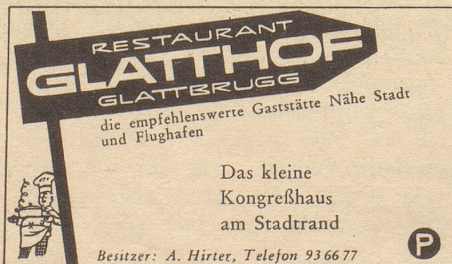 RESTAURANT
GLATTHOF
GLATTBRUGG
die empfehlenswerte Gaststätte Nähe Stadt
und Flughafen
Das kleine
Kongreßhaus
am Stadtrand
Besitzer: A. Hirter, Telefon 93 66 77
P